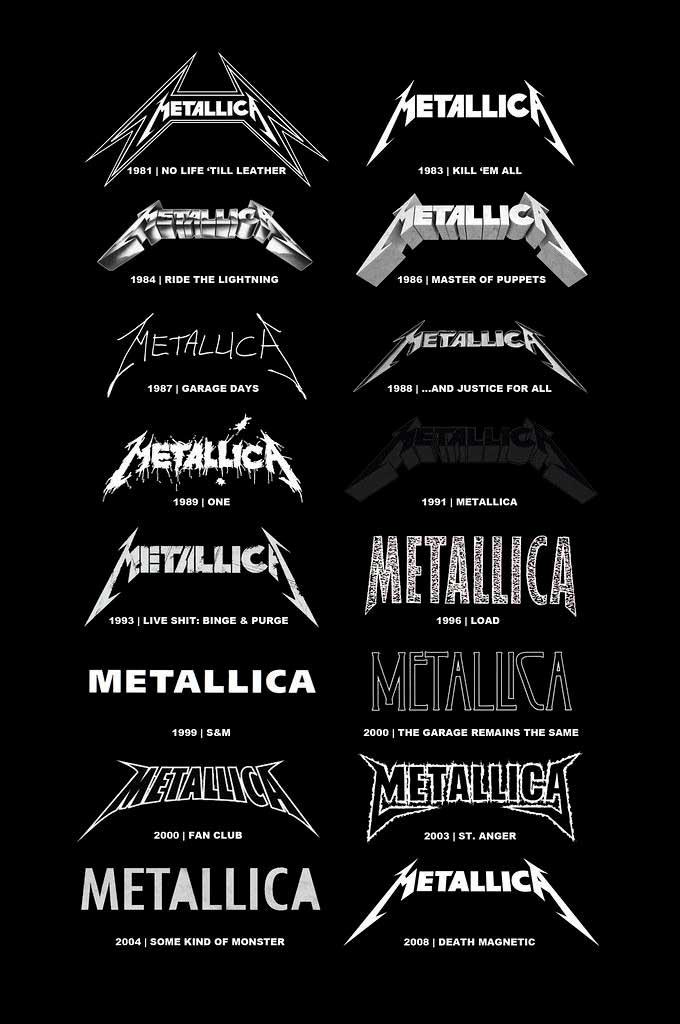 METALLICA
1981 | NO LIFE ‘TILL LEATHER
METALLICA
1983 | KILL ‘EM ALL
METALLICA
1984 | RIDE THE LIGHTNING
METALLICA
1986 | MASTER OF PUPPETS
METALLICA
1987 | GARAGE DAYS
METALLICA
1988 | ...AND JUSTICE FOR ALL
METALLICA
1989 | ONE
METALLICA
1991 | METALLICA
METALLICA
1993 | LIVE SHIT: BINGE & PURGE
METALLICA
1996 | LOAD
METALLICA
1999 | S&M
METALLICA
2000 | THE GARAGE REMAINS THE SAME
METALLICA
2000 | FAN CLUB
METALLICA
2003 | ST. ANGER
METALLICA
2004 | SOME KIND OF MONSTER
METALLICA
2008 | DEATH MAGNETIC